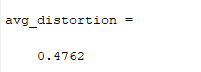 avg_distortion =
0.4762